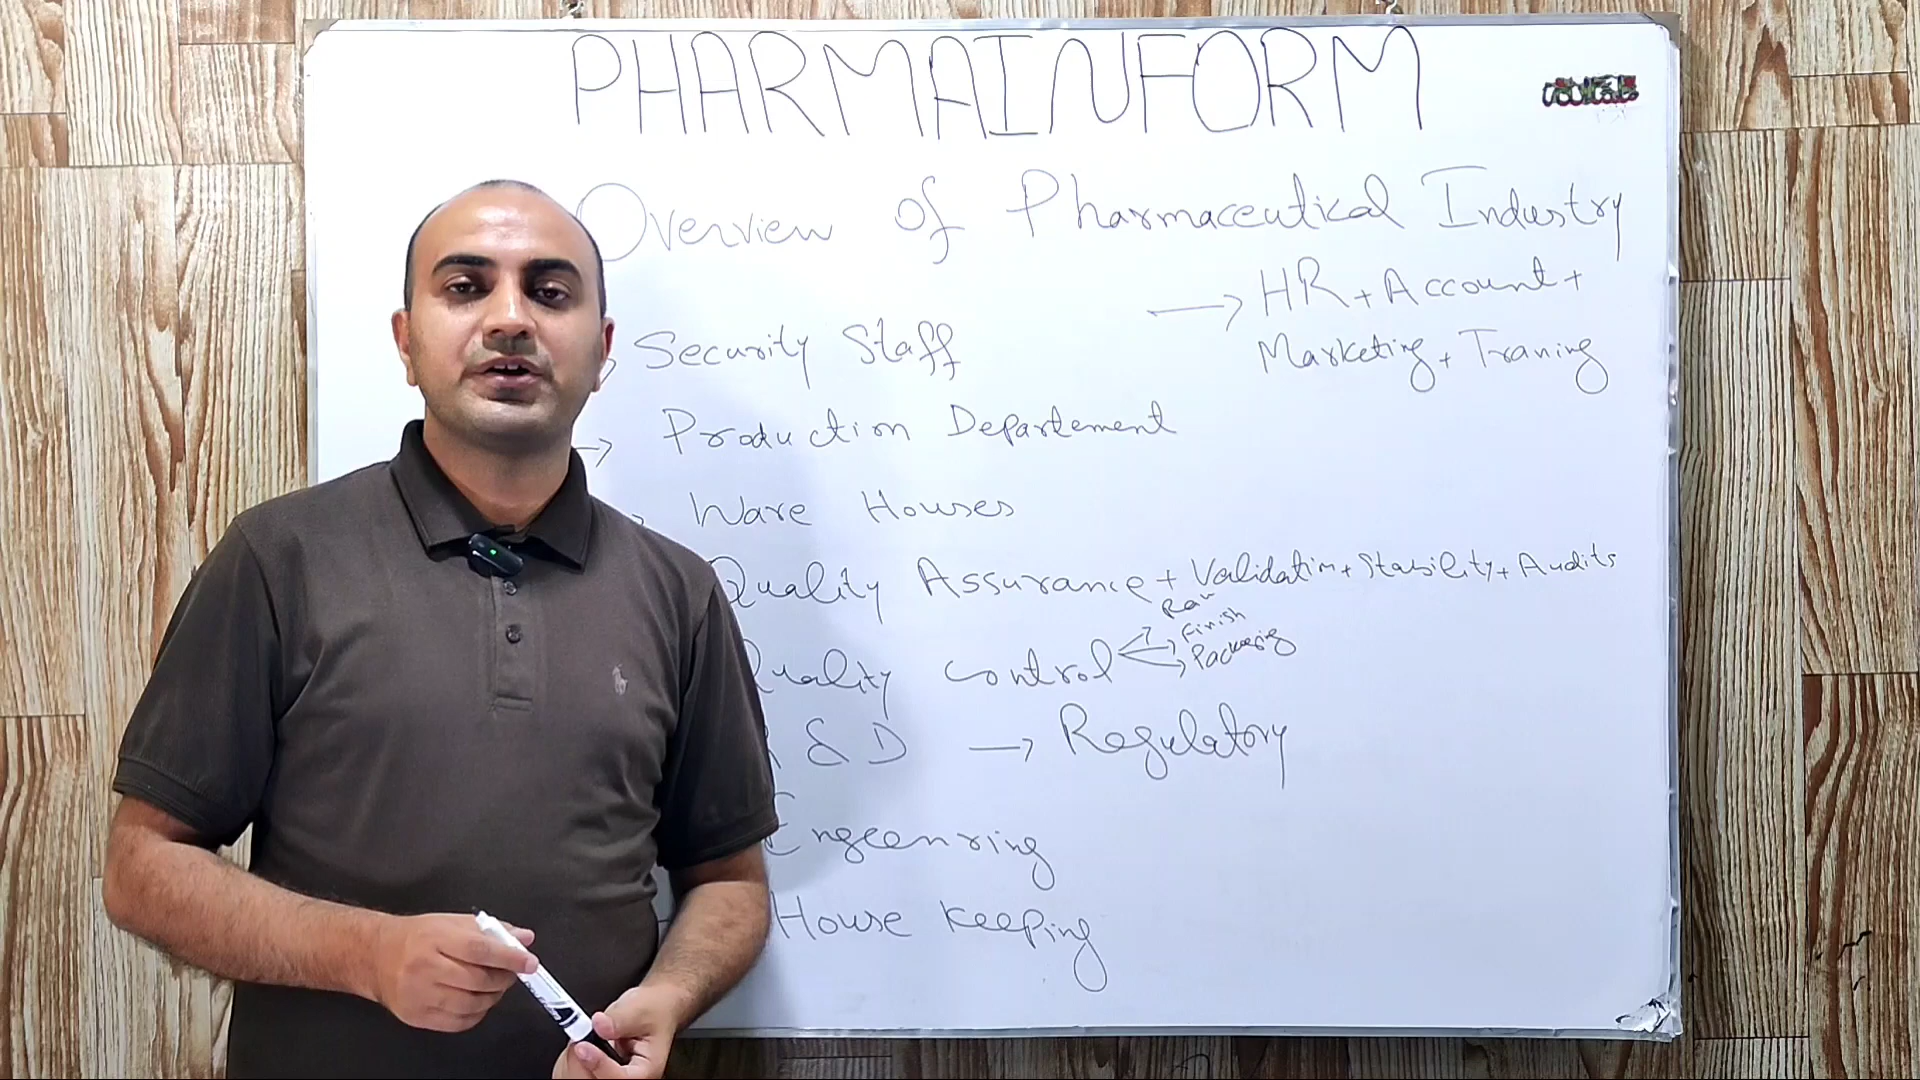 PHARMAINFORM
Overview of Pharmaceutical Industry
→ HR + Account +
Marketing + Traning
Security Staff
→ Production Departement
Ware Houses
Quality Assurance + Validation + Stability + Audits
Quality control → Raw
→ Finish
→ Packeging
& D → Regulatory
Engeenring
House Keeping